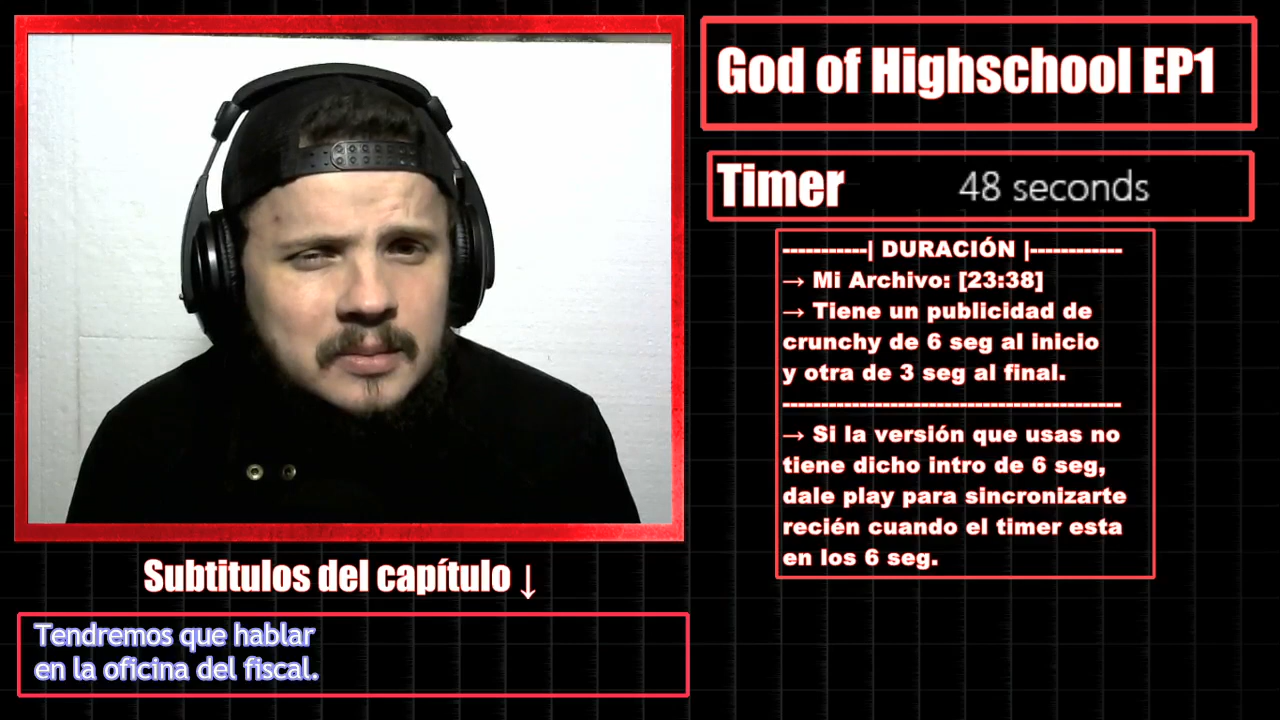 God of Highschool EP1
Timer 48 seconds
-----------| DURACIÓN |------------
→ Mi Archivo: [23:38]
→ Tiene un publicidad de
crunchy de 6 seg al inicio
y otra de 3 seg al final.
--------------------------------------------
→ Si la versión que usas no
tiene dicho intro de 6 seg,
dale play para sincronizarte
recién cuando el timer esta
en los 6 seg.
Subtitulos del capítulo ↓
Tendremos que hablar
en la oficina del fiscal.